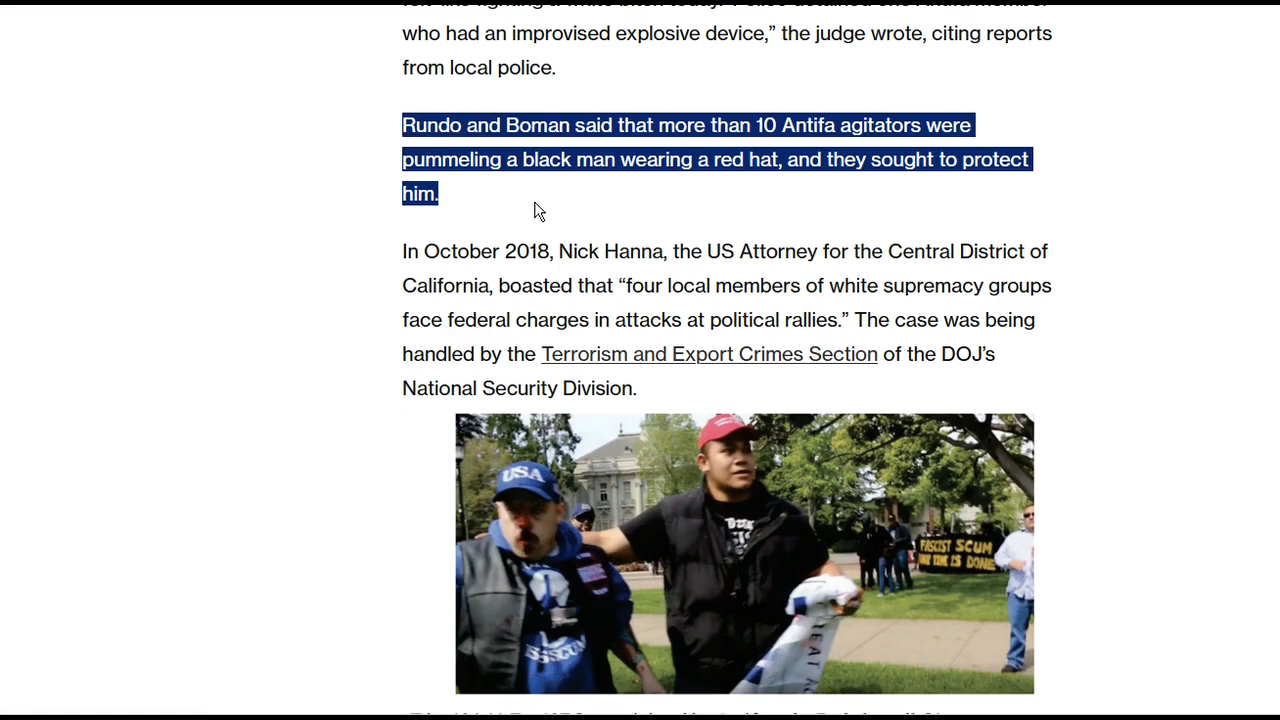 who had an improvised explosive device,” the judge wrote, citing reports
from local police.
Rundo and Boman said that more than 10 Antifa agitators were
pummeling a black man wearing a red hat, and they sought to protect
him.
In October 2018, Nick Hanna, the US Attorney for the Central District of
California, boasted that “four local members of white supremacy groups
face federal charges in attacks at political rallies.” The case was being
handled by the Terrorism and Export Crimes Section of the DOJ’s
National Security Division.
USA
FASCIST SCUM
IS DONE